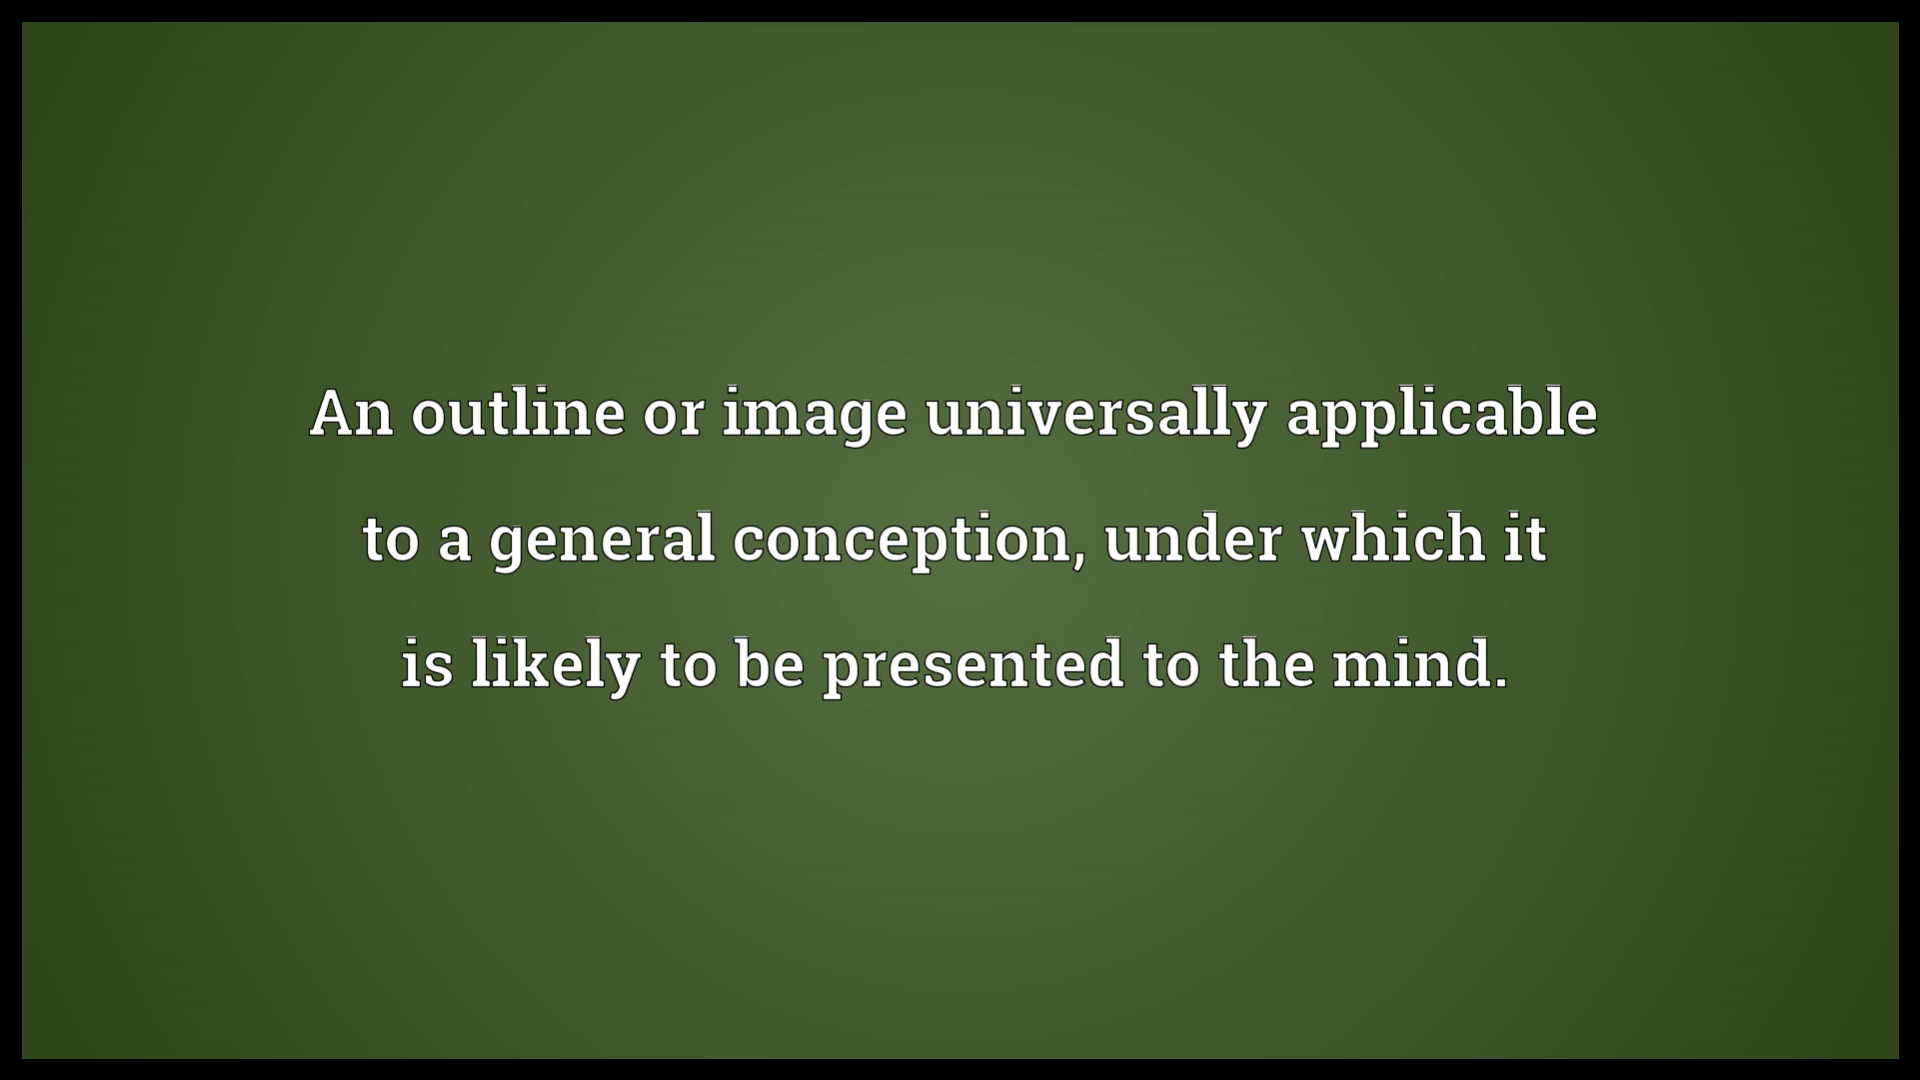 An outline or image universally applicable
to a general conception, under which it
is likely to be presented to the mind.